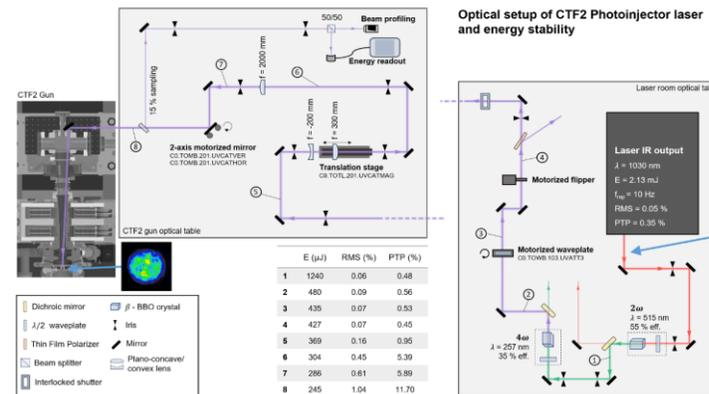 Optical setup of CTF2 Photoinjector laser
and energy stability
50/50
Beam profiling
Energy readout
15 % sampling
7
f = 2000 mm
6
CTF2 Gun
8
2-axis motorized mirror
C0.TOMB.201.UVCATVER
C0.TOMB.201.UVCATHOR
f = -200 mm
f = 300 mm
Translation stage
C8.TOTL.201.UVCATMAG
5
CTF2 gun optical table
Laser room optical ta
4
Motorized flipper
3
Motorized waveplate
C0.TOWB.103.UVATT3
2
Laser IR output
λ = 1030 nm
E = 2.13 mJ
frep = 10 Hz
RMS = 0.05 %
PTP = 0.35 %
2ω
λ = 515 nm
55 % eff.
4ω
λ = 257 nm
35 % eff.
1
E (μJ) RMS (%) PTP (%)
1 1240 0.06 0.48
2 480 0.09 0.56
3 435 0.07 0.53
4 427 0.07 0.45
5 369 0.16 0.95
6 304 0.45 5.39
7 286 0.61 5.89
8 245 1.04 11.70
Dichroic mirror
β - BBO crystal
λ/2 waveplate
Iris
Thin Film Polarizer
Mirror
Beam splitter
Plano-concave/
convex lens
Interlocked shutter